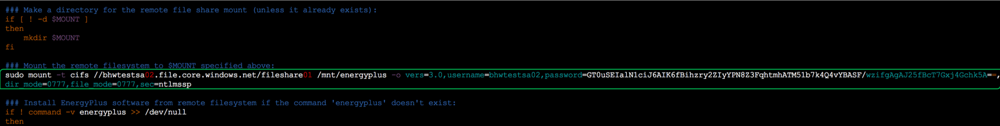 ### Make a directory for the remote file share mount (unless it already exists):
if [ ! -d $MOUNT ]
then
    mkdir $MOUNT
fi
### Mount the remote filesystem to $MOUNT specified above:
sudo mount -t cifs //bhwtestsa02.file.core.windows.net/fileshare01 /mnt/energyplus -o vers=3.0,username=bhwtestsa02,password=GT0uSEIalN1ciJ6AIK6fBihzry2ZIyYPN8Z3FqhtmhATM51b7k4Q4vYBASF/wzifgAgAJ25fBcT7Gxj4Gchk5A==,
dir_mode=0777,file_mode=0777,sec=ntlmssp
### Install EnergyPlus software from remote filesystem if the command 'energyplus' doesn't exist:
if ! command -v energyplus >> /dev/null
then